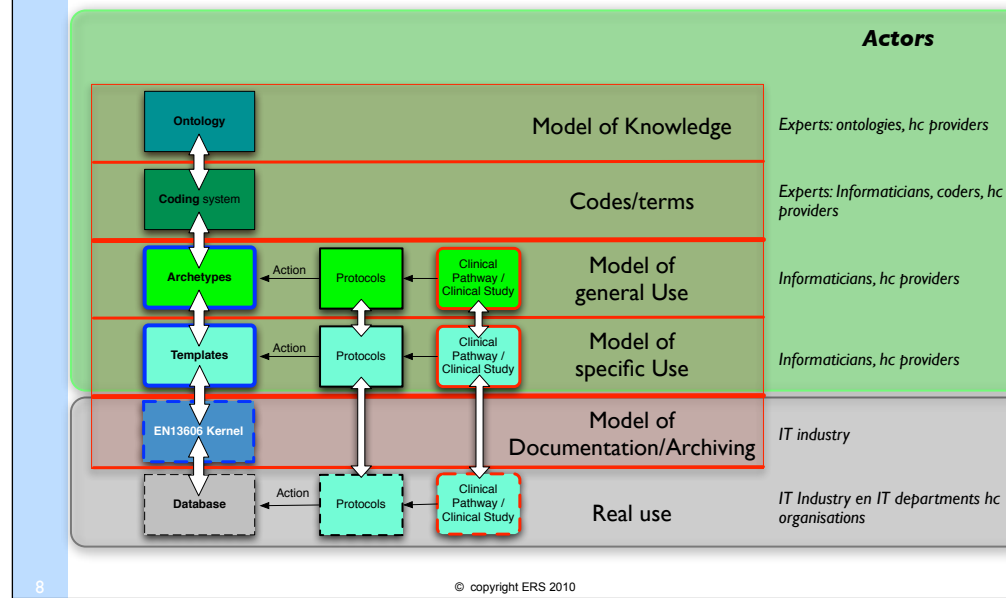 Actors
Ontology
Model of Knowledge
Experts: ontologies, hc providers
Coding system
Codes/terms
Experts: Informaticians, coders, hc
providers
Archetypes
Action
Protocols
Clinical
Pathway /
Clinical Study
Model of
general Use
Informaticians, hc providers
Templates
Action
Protocols
Clinical
Pathway /
Clinical Study
Model of
specific Use
Informaticians, hc providers
EN13606 Kernel
Model of
Documentation/Archiving
IT industry
Database
Action
Protocols
Clinical
Pathway /
Clinical Study
Real use
IT Industry en IT departments hc
organisations
8
© copyright ERS 2010